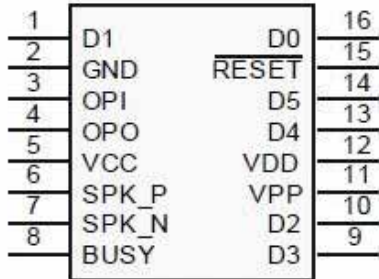 1 D1 D0 16
2 GND RESET 15
3 OPI D5 14
4 OPO D4 13
5 VCC VDD 12
6 SPK_P VPP 11
7 SPK_N D2 10
8 BUSY D3 9